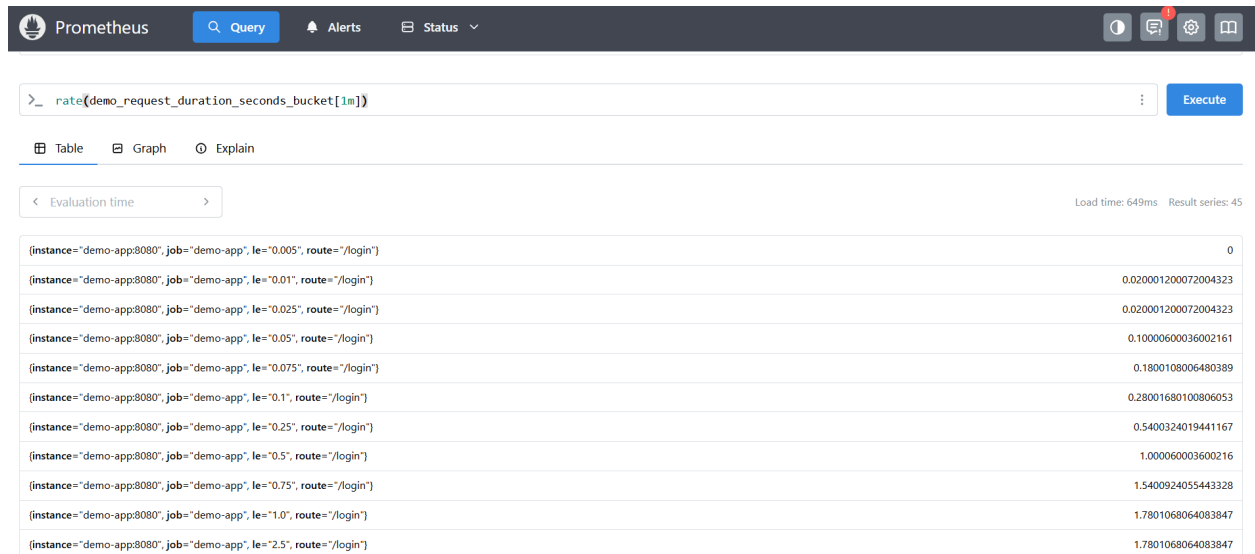 Prometheus Query Alerts Status !
>_ rate(demo_request_duration_seconds_bucket[1m]) Execute
Table Graph Explain
Evaluation time Load time: 649ms Result series: 45
{instance="demo-app:8080", job="demo-app", le="0.005", route="/login"} 0
{instance="demo-app:8080", job="demo-app", le="0.01", route="/login"} 0.020001200072004323
{instance="demo-app:8080", job="demo-app", le="0.025", route="/login"} 0.020001200072004323
{instance="demo-app:8080", job="demo-app", le="0.05", route="/login"} 0.10000600036002161
{instance="demo-app:8080", job="demo-app", le="0.075", route="/login"} 0.1800108006480389
{instance="demo-app:8080", job="demo-app", le="0.1", route="/login"} 0.28001680100806053
{instance="demo-app:8080", job="demo-app", le="0.25", route="/login"} 0.5400324019441167
{instance="demo-app:8080", job="demo-app", le="0.5", route="/login"} 1.000060003600216
{instance="demo-app:8080", job="demo-app", le="0.75", route="/login"} 1.5400924055443328
{instance="demo-app:8080", job="demo-app", le="1.0", route="/login"} 1.7801068064083847
{instance="demo-app:8080", job="demo-app", le="2.5", route="/login"} 1.7801068064083847